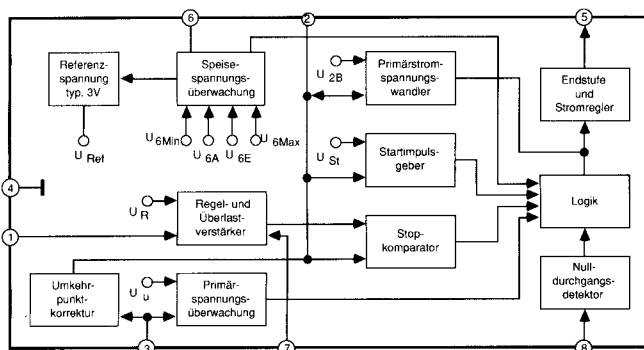 6
2
5
Referenz-
spannung
typ. 3V
Speise-
spannungs-
überwachung
U 2B
Primärstrom-
spannungs-
wandler
Endstufe
und
Stromregler
U Ref
U 6Min
U 6A
U 6E
U 6Max
U St
Startimpuls-
geber
4
U R
Regel- und
Überlast-
verstärker
Logik
1
Stop-
komparator
Umkehr-
punkt-
korrektur
U u
Primär-
spannungs-
überwachung
Null-
durchgangs-
detektor
3
7
8